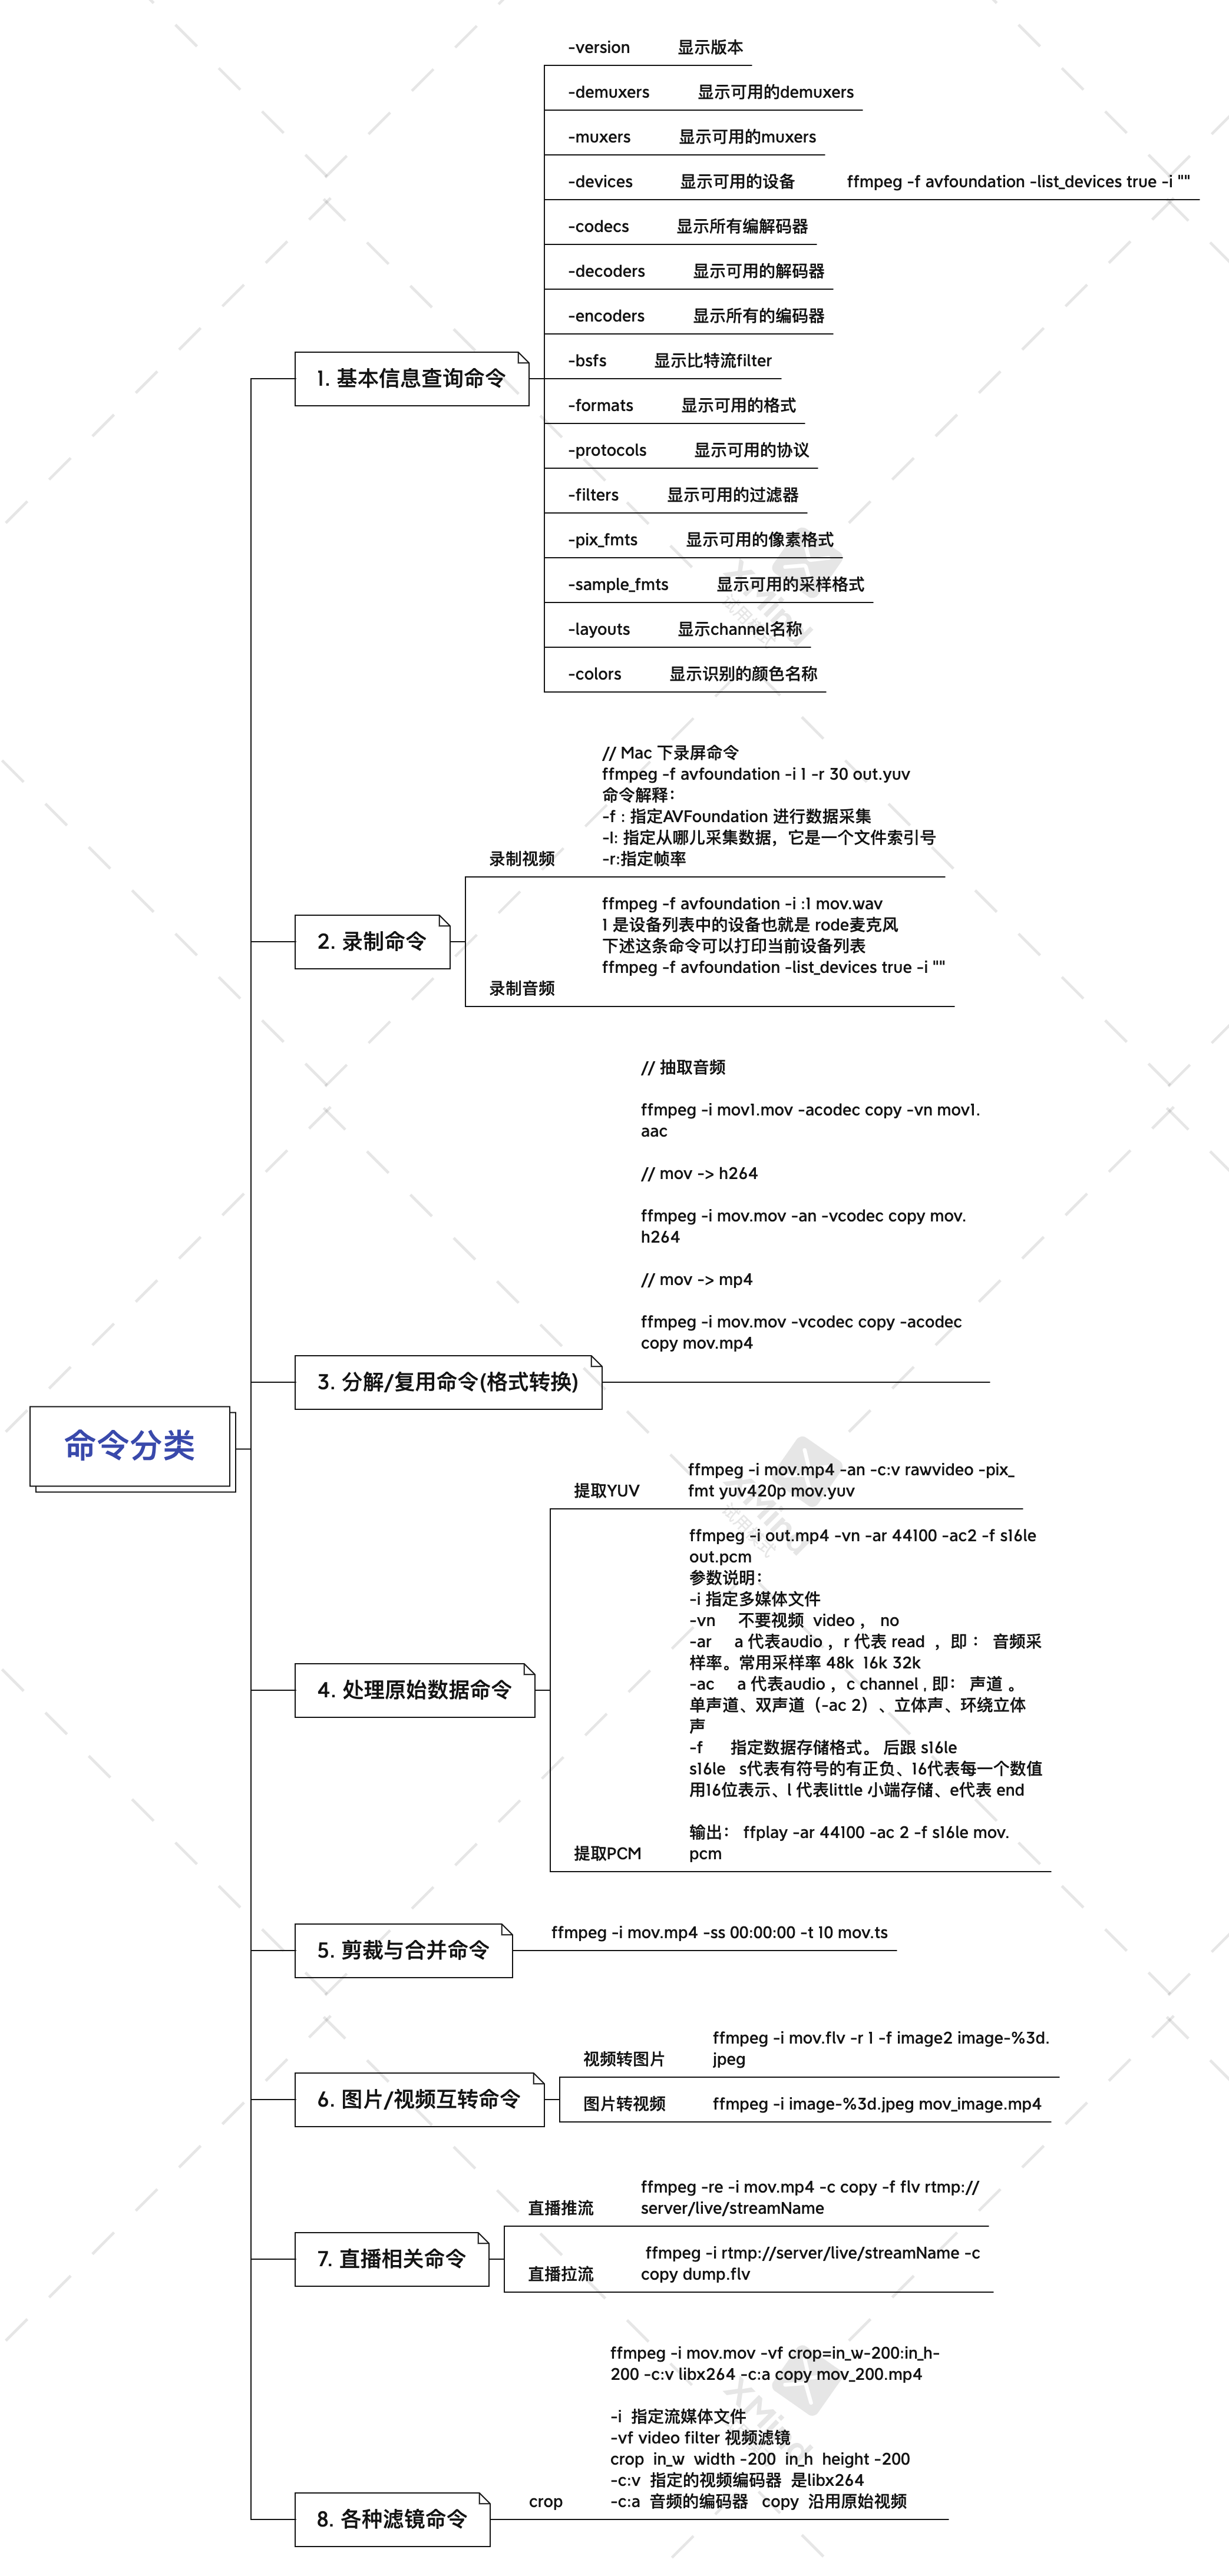 命令分类
1. 基本信息查询命令
-version 显示版本
-demuxers 显示可用的demuxers
-muxers 显示可用的muxers
-devices 显示可用的设备 ffmpeg -f avfoundation -list_devices true -i ""
-codecs 显示所有编解码器
-decoders 显示可用的解码器
-encoders 显示所有的编码器
-bsfs 显示比特流filter
-formats 显示可用的格式
-protocols 显示可用的协议
-filters 显示可用的过滤器
-pix_fmts 显示可用的像素格式
-sample_fmts 显示可用的采样格式
-layouts 显示channel名称
-colors 显示识别的颜色名称
2. 录制命令
录制视频
// Mac 下录屏命令
ffmpeg -f avfoundation -i 1 -r 30 out.yuv
命令解释：
-f : 指定AVFoundation 进行数据采集
-I: 指定从哪儿采集数据，它是一个文件索引号
-r:指定帧率
录制音频
ffmpeg -f avfoundation -i :1 mov.wav
1 是设备列表中的设备也就是 rode麦克风
下述这条命令可以打印当前设备列表
ffmpeg -f avfoundation -list_devices true -i ""
3. 分解/复用命令(格式转换)
// 抽取音频
ffmpeg -i mov1.mov -acodec copy -vn mov1.
aac
// mov -> h264
ffmpeg -i mov.mov -an -vcodec copy mov.
h264
// mov -> mp4
ffmpeg -i mov.mov -vcodec copy -acodec
copy mov.mp4
4. 处理原始数据命令
提取YUV
ffmpeg -i mov.mp4 -an -c:v rawvideo -pix_
fmt yuv420p mov.yuv
提取PCM
ffmpeg -i out.mp4 -vn -ar 44100 -ac2 -f s16le
out.pcm
参数说明：
-i 指定多媒体文件
-vn 不要视频 video ， no
-ar a 代表audio ，r 代表 read ，即 ： 音频采
样率。常用采样率 48k 16k 32k
-ac a 代表audio ，c channel , 即： 声道 。
单声道、双声道（-ac 2）、立体声、环绕立体
声
-f 指定数据存储格式。 后跟 s16le
s16le s代表有符号的有正负、16代表每一个数值
用16位表示、l 代表little 小端存储、e代表 end
输出： ffplay -ar 44100 -ac 2 -f s16le mov.
pcm
5. 剪裁与合并命令
ffmpeg -i mov.mp4 -ss 00:00:00 -t 10 mov.ts
6. 图片/视频互转命令
视频转图片
ffmpeg -i mov.flv -r 1 -f image2 image-%3d.
jpeg
图片转视频 ffmpeg -i image-%3d.jpeg mov_image.mp4
7. 直播相关命令
直播推流
ffmpeg -re -i mov.mp4 -c copy -f flv rtmp://
server/live/streamName
直播拉流
ffmpeg -i rtmp://server/live/streamName -c
copy dump.flv
8. 各种滤镜命令
crop
ffmpeg -i mov.mov -vf crop=in_w-200:in_h-
200 -c:v libx264 -c:a copy mov_200.mp4
-i 指定流媒体文件
-vf video filter 视频滤镜
crop in_w width -200 in_h height -200
-c:v 指定的视频编码器 是libx264
-c:a 音频的编码器 copy 沿用原始视频
XMind
试用模式
XMind
试用模式
XMind